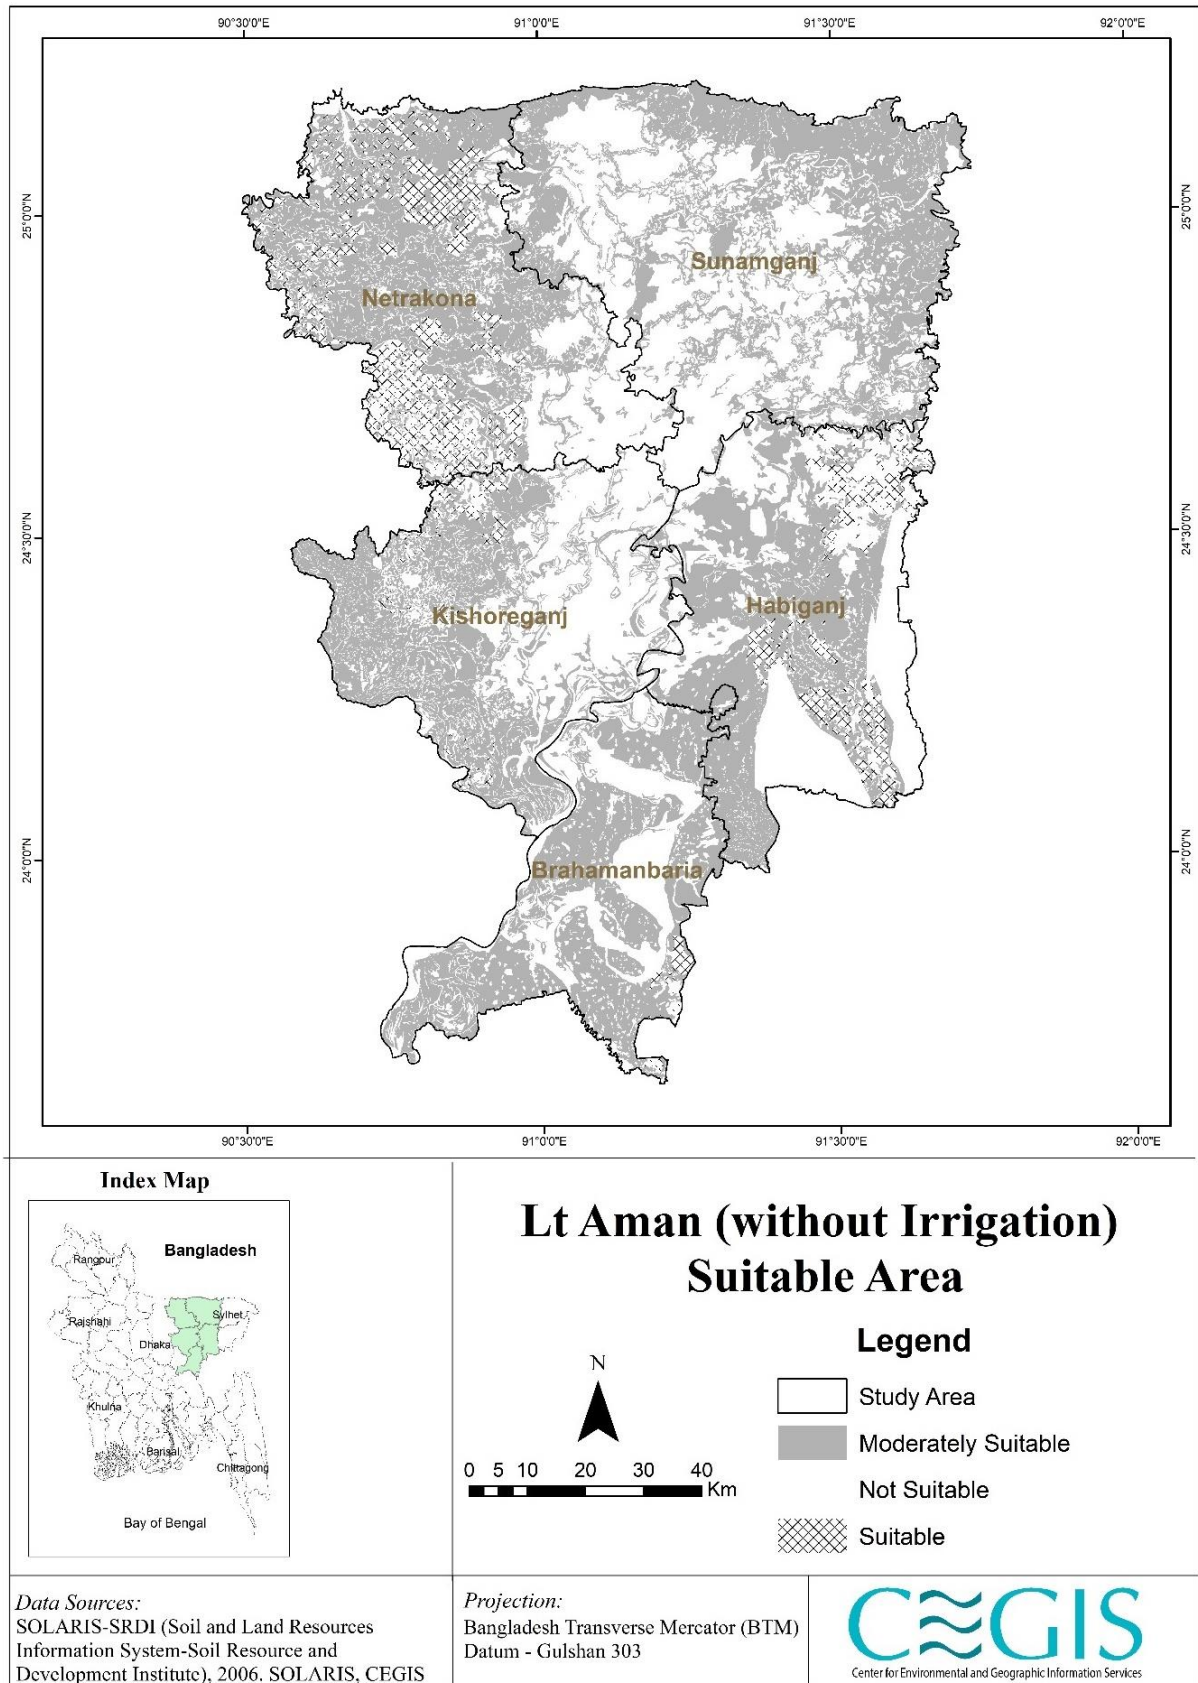 90°30'0"E 91°0'0"E 91°30'0"E 92°0'0"E
25°0'0"N
25°0'0"N
Sunamganj
Netrakona
24°30'0"N
24°30'0"N
Habiganj
Kishoreganj
24°0'0"N
24°0'0"N
Brahamanbaria
90°30'0"E 91°0'0"E 91°30'0"E 92°0'0"E
Index Map
Bangladesh
Rangpur
Sylhet
Rajshahi
Dhaka
Khulna
Barisal
Chittagong
Bay of Bengal
Lt Aman (without Irrigation)
Suitable Area
Legend
Study Area
Moderately Suitable
Not Suitable
Suitable
N
0 5 10 20 30 40
Km
Data Sources:
SOLARIS-SRDI (Soil and Land Resources
Information System-Soil Resource and
Development Institute), 2006. SOLARIS, CEGIS
Projection:
Bangladesh Transverse Mercator (BTM)
Datum - Gulshan 303
CEGIS
Center for Environmental and Geographic Information Services